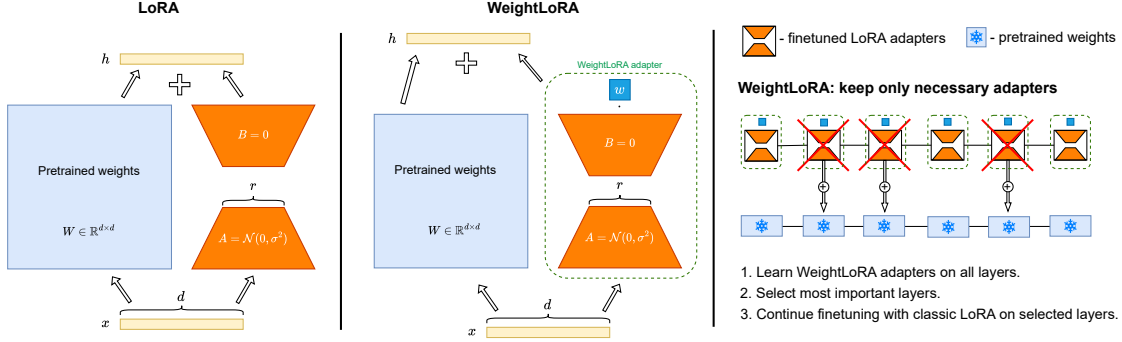 LoRA
h
B = 0
Pretrained weights
r
W ∈ ℝ^{d×d}
A = 𝒩(0, σ²)
d
x
WeightLoRA
h
WeightLoRA adapter
w
·
B = 0
Pretrained weights
r
W ∈ ℝ^{d×d}
A = 𝒩(0, σ²)
d
x
- finetuned LoRA adapters
- pretrained weights
WeightLoRA: keep only necessary adapters
1. Learn WeightLoRA adapters on all layers.
2. Select most important layers.
3. Continue finetuning with classic LoRA on selected layers.